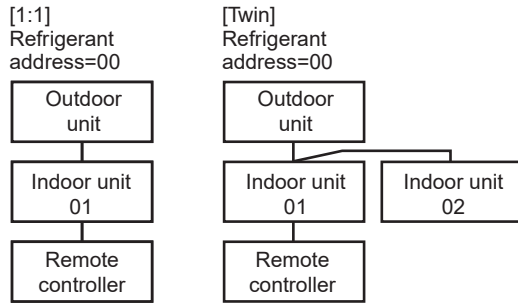 [1:1]
Refrigerant
address=00
Outdoor
unit
Indoor unit
01
Remote
controller
[Twin]
Refrigerant
address=00
Outdoor
unit
Indoor unit
01
Indoor unit
02
Remote
controller